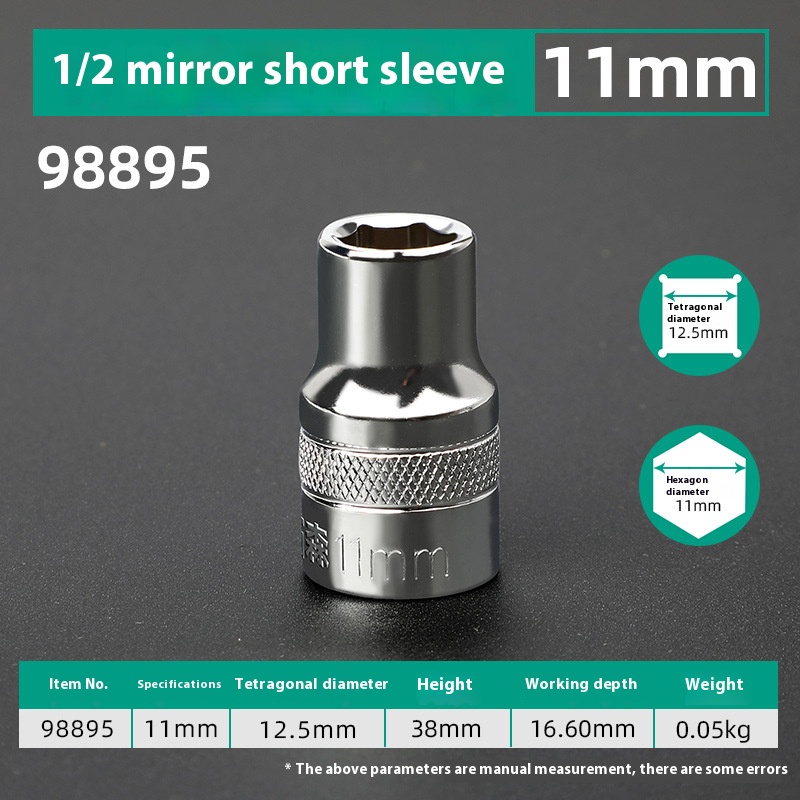 1/2 mirror short sleeve 11mm
98895
Tetragonal
diameter
12.5mm
Hexagon
diameter
11mm
11mm
Item No. Specifications Tetragonal diameter Height Working depth Weight
98895 11mm 12.5mm 38mm 16.60mm 0.05kg
* The above parameters are manual measurement, there are some errors